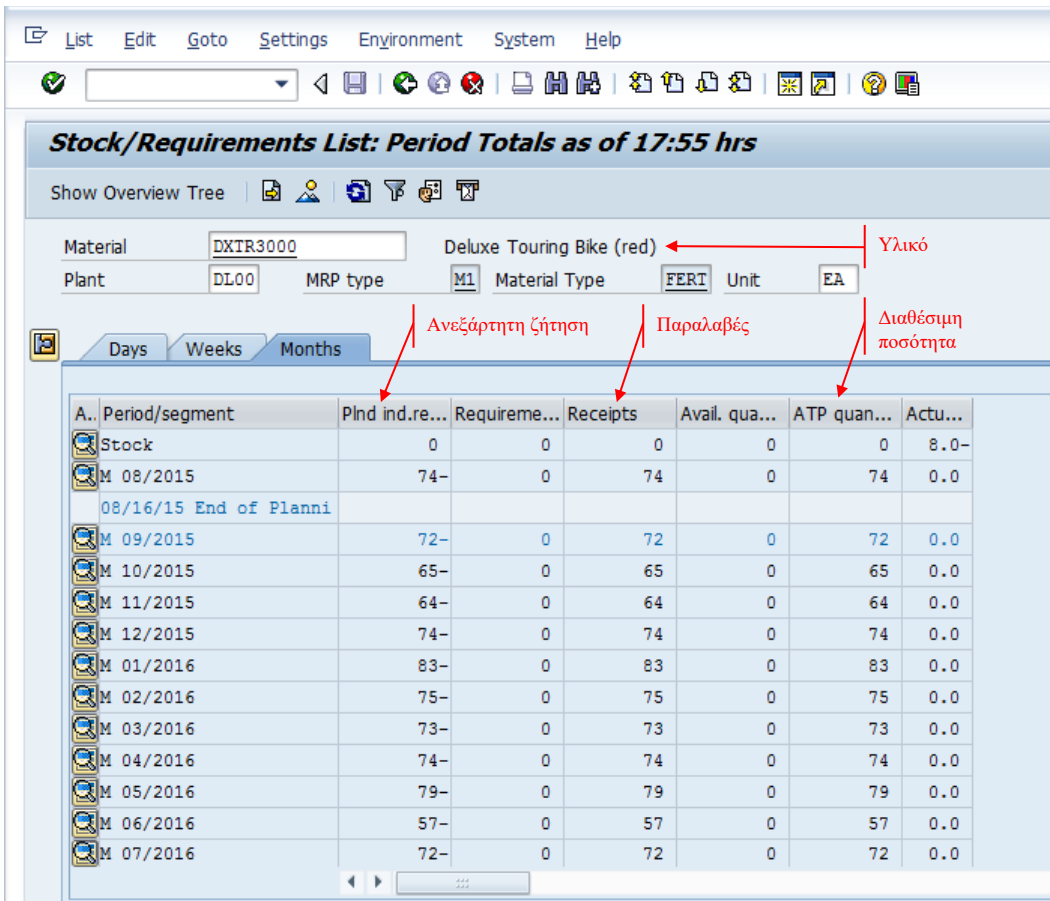 List Edit Goto Settings Environment System Help
Stock/Requirements List: Period Totals as of 17:55 hrs
Show Overview Tree
Material DXTR3000 Deluxe Touring Bike (red) Υλικό
Plant DL00 MRP type M1 Material Type FERT Unit EA
Ανεξάρτητη ζήτηση Παραλαβές Διαθέσιμη
ποσότητα
Days Weeks Months
A.. Period/segment Plnd ind.re... Requireme... Receipts Avail. qua... ATP quan... Actu...
Stock 0 0 0 0 0 8.0-
M 08/2015 74- 0 74 0 74 0.0
08/16/15 End of Planni
M 09/2015 72- 0 72 0 72 0.0
M 10/2015 65- 0 65 0 65 0.0
M 11/2015 64- 0 64 0 64 0.0
M 12/2015 74- 0 74 0 74 0.0
M 01/2016 83- 0 83 0 83 0.0
M 02/2016 75- 0 75 0 75 0.0
M 03/2016 73- 0 73 0 73 0.0
M 04/2016 74- 0 74 0 74 0.0
M 05/2016 79- 0 79 0 79 0.0
M 06/2016 57- 0 57 0 57 0.0
M 07/2016 72- 0 72 0 72 0.0